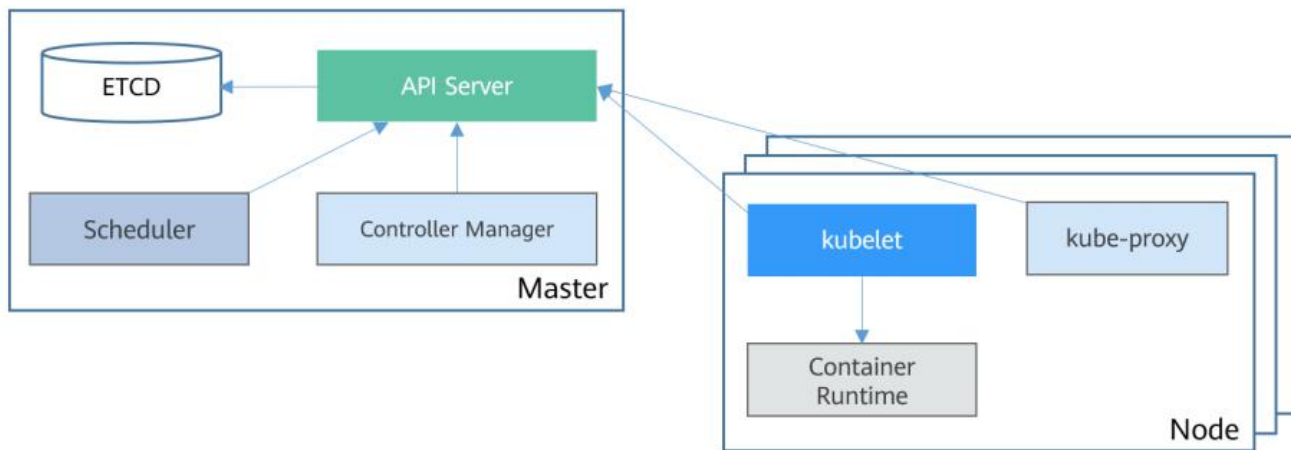 ETCD
API Server
Scheduler
Controller Manager
Master
kubelet
kube-proxy
Container
Runtime
Node